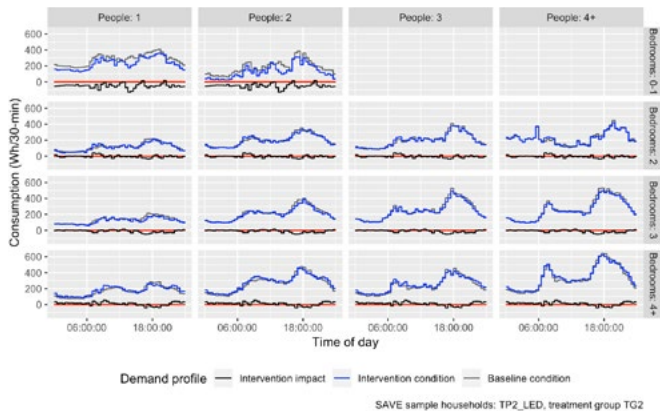 People: 1
People: 2
People: 3
People: 4+
Consumption (Wh/30-min)
600
400
200
0
Bedrooms: 0-1
600
400
200
0
Bedrooms: 2
600
400
200
0
Bedrooms: 3
600
400
200
0
Bedrooms: 4+
06:00:00 18:00:00 06:00:00 18:00:00 06:00:00 18:00:00 06:00:00 18:00:00
Time of day
Demand profile Intervention impact Intervention condition Baseline condition
SAVE sample households: TP2_LED, treatment group TG2